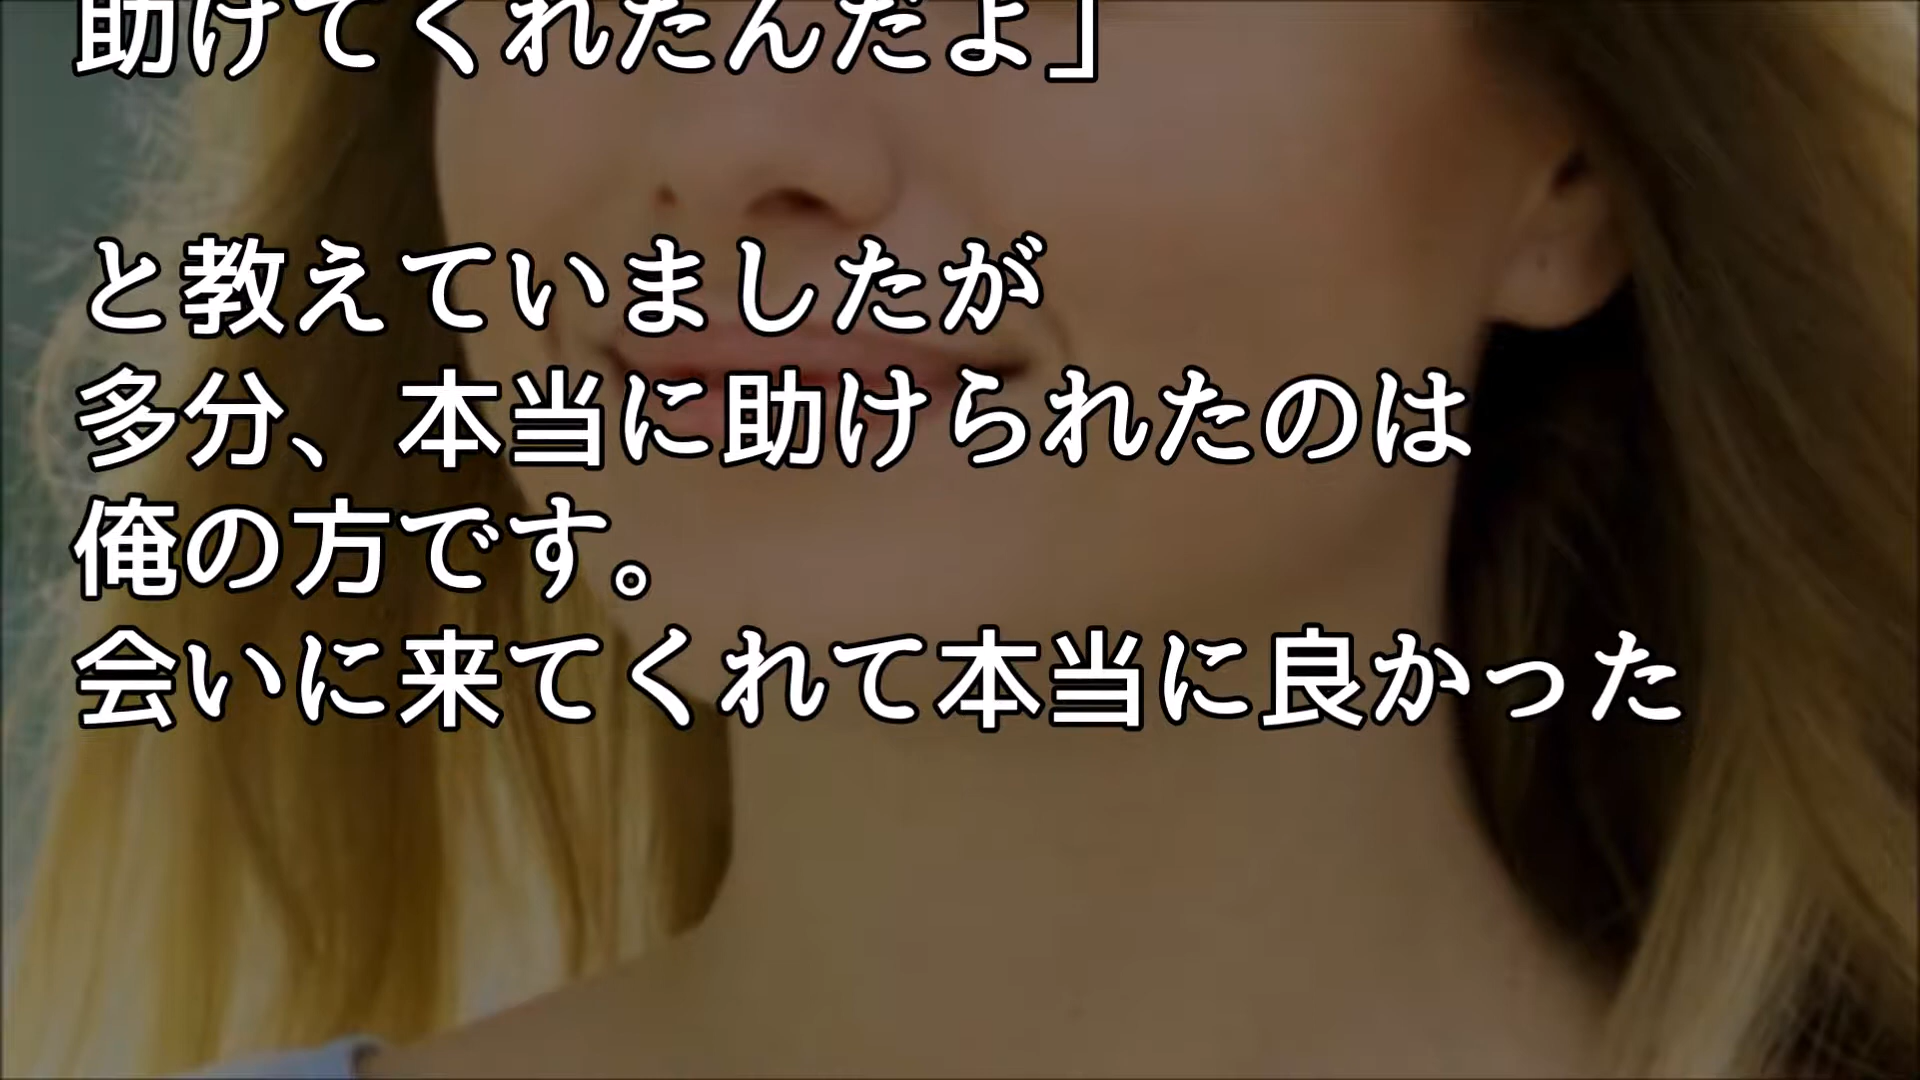 助けてくれたんだよ」
と教えていましたが
多分、本当に助けられたのは
俺の方です。
会いに来てくれて本当に良かった